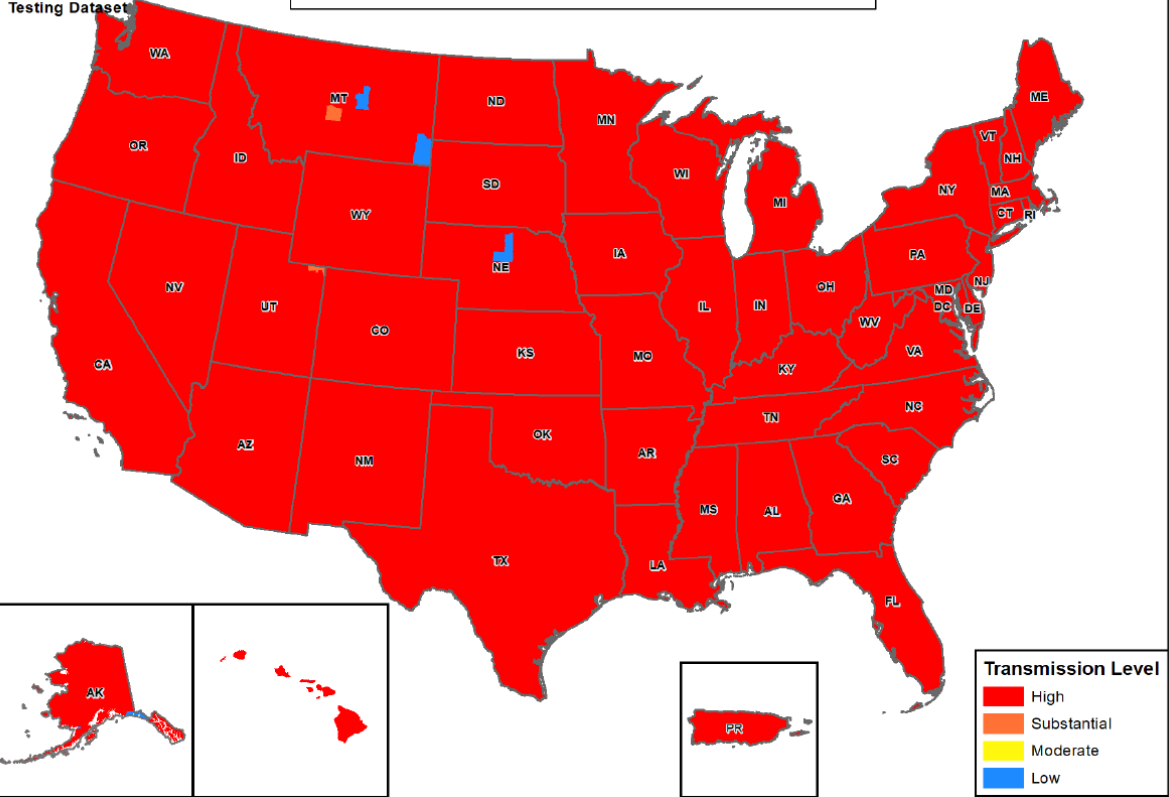 Testing Dataset
WA
MT
ND
MN
ME
OR
ID
SD
WI
MI
VT
NH
NY
MA
CT
RI
WY
NE
IA
PA
NJ
NV
UT
CO
IL
IN
OH
MD
DC
DE
WV
VA
CA
KS
MO
KY
AZ
NM
OK
AR
TN
NC
SC
MS
AL
GA
TX
LA
FL
AK
PR
Transmission Level
High
Substantial
Moderate
Low